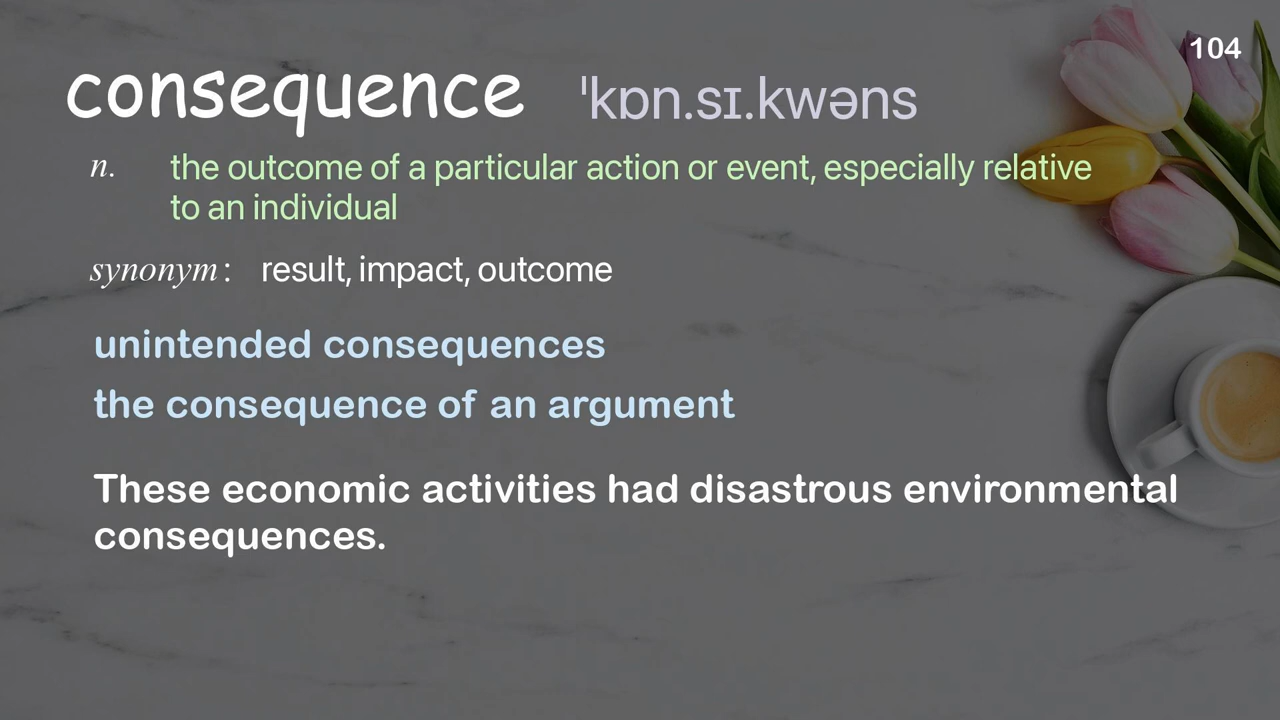 104
consequence ˈkɒn.sɪ.kwəns
n. the outcome of a particular action or event, especially relative
to an individual
synonym : result, impact, outcome
unintended consequences
the consequence of an argument
These economic activities had disastrous environmental
consequences.